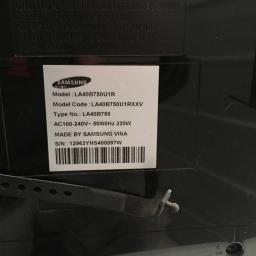 SAMSUNG
Model : LA40B750U1R
Model Code : LA40B750U1RXXV
Type No.: LA40B750
AC100-240V~ 50/60Hz 220W
MADE BY SAMSUNG VINA
S/N : 12963YHS400097W